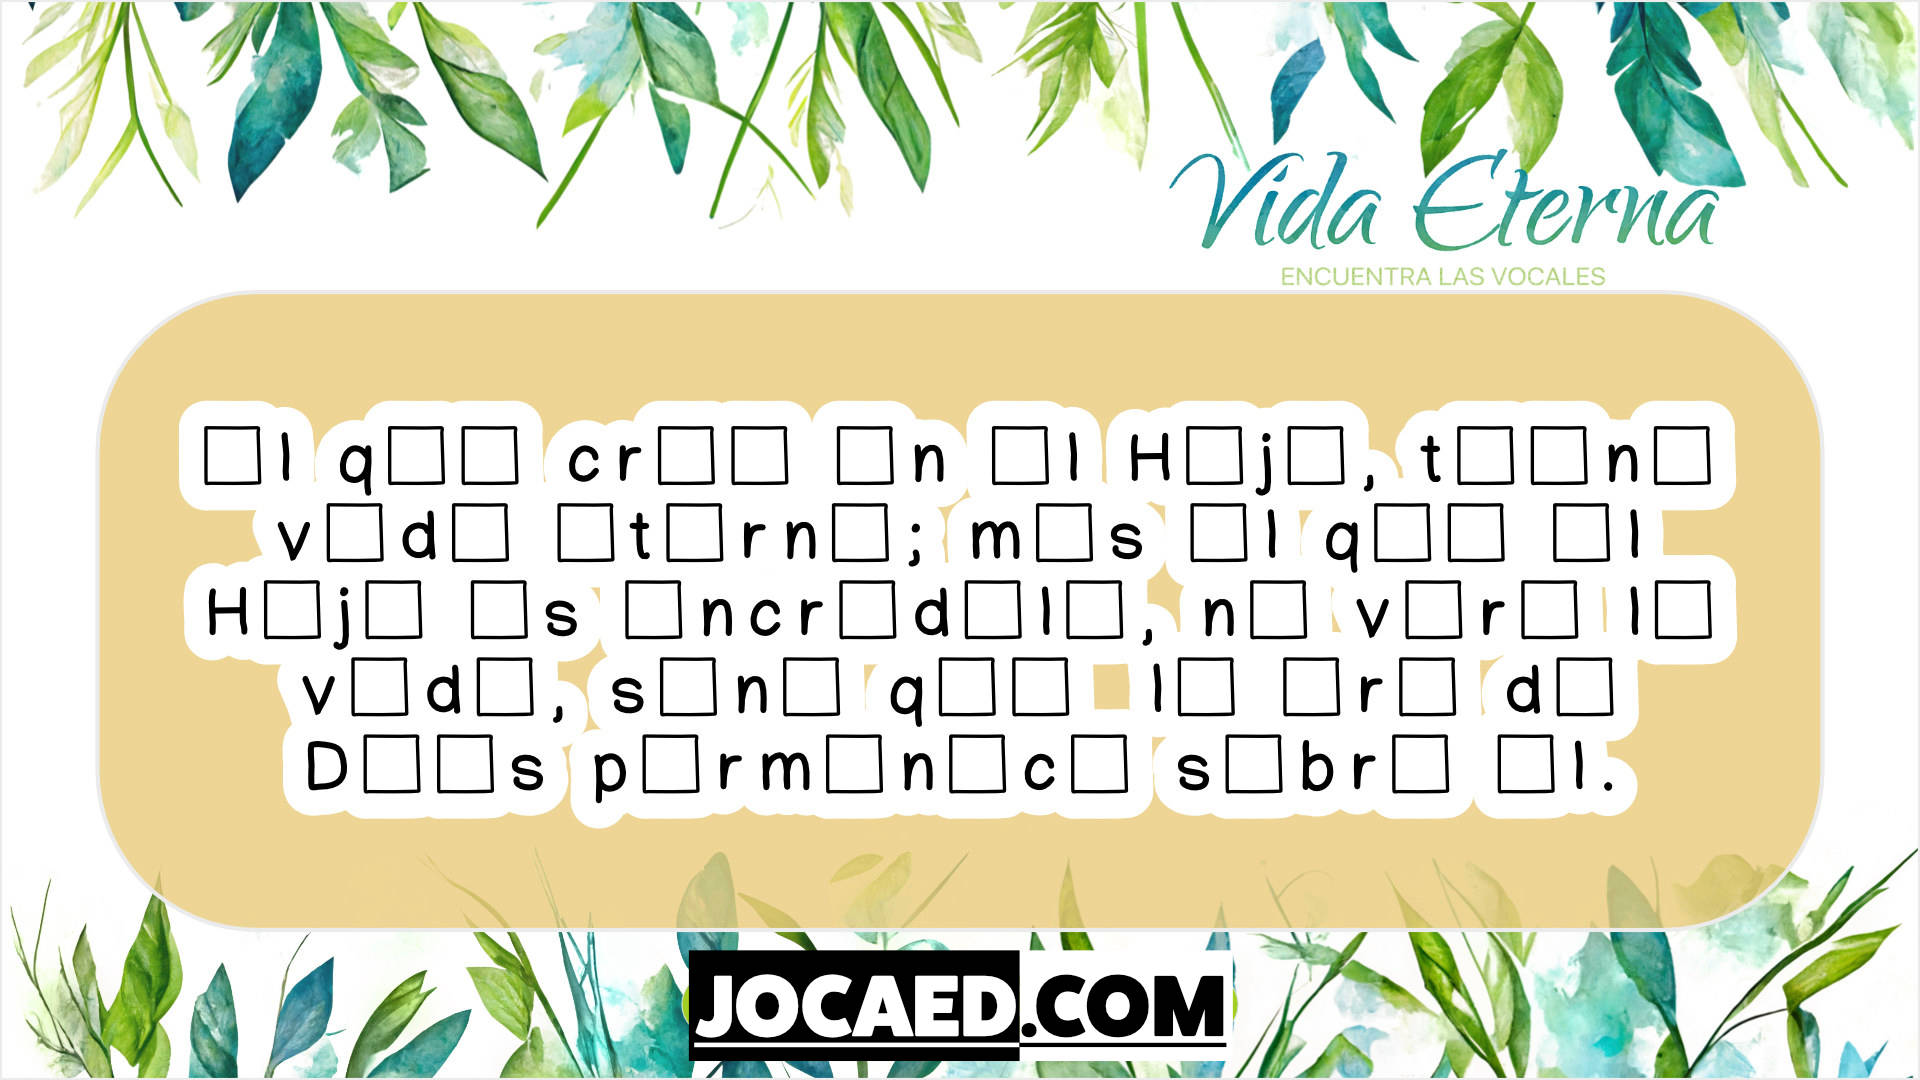 Vida Eterna
ENCUENTRA LAS VOCALES
□l q□□ cr□□ □n □l H□j□, t□□n□
v□d□ □t□rn□; m□s □l q□□ □l
H□j□ □s □ncr□d□l□, n□ v□r□ l□
v□d□, s□n□ q□□ l□ □r□ d□
D□□s p□rm□n□c□ s□br□ □l.
JOCAED.COM